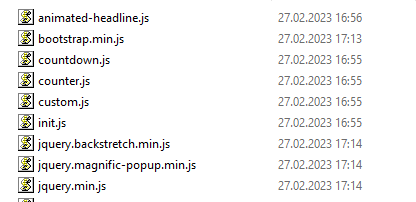 animated-headline.js 27.02.2023 16:56
bootstrap.min.js 27.02.2023 17:13
countdown.js 27.02.2023 16:55
counter.js 27.02.2023 16:55
custom.js 27.02.2023 16:55
init.js 27.02.2023 16:55
jquery.backstretch.min.js 27.02.2023 17:14
jquery.magnific-popup.min.js 27.02.2023 17:14
jquery.min.js 27.02.2023 17:14